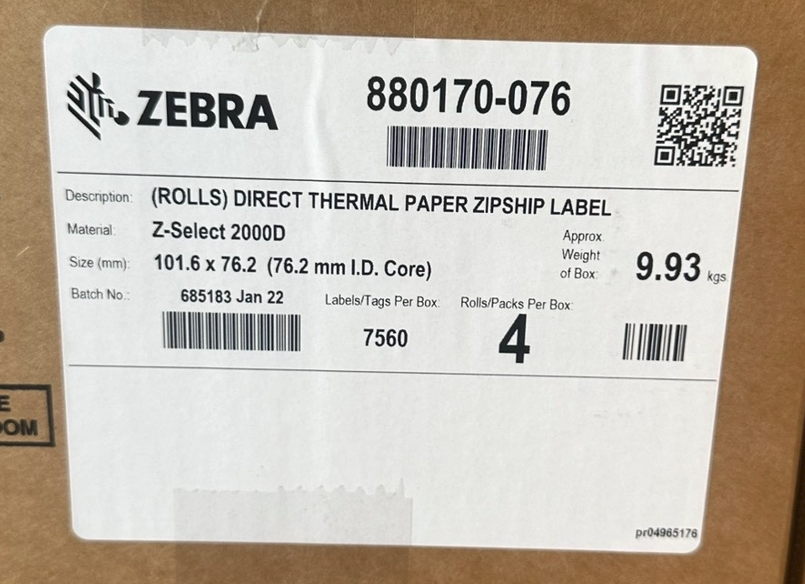 ZEBRA
880170-076
Description: (ROLLS) DIRECT THERMAL PAPER ZIPSHIP LABEL
Material: Z-Select 2000D
Size (mm): 101.6 x 76.2 (76.2 mm I.D. Core)
Approx.
Weight
of Box: 9.93 kgs.
Batch No.: 685183 Jan 22
Labels/Tags Per Box: 7560
Rolls/Packs Per Box: 4
pr04965176